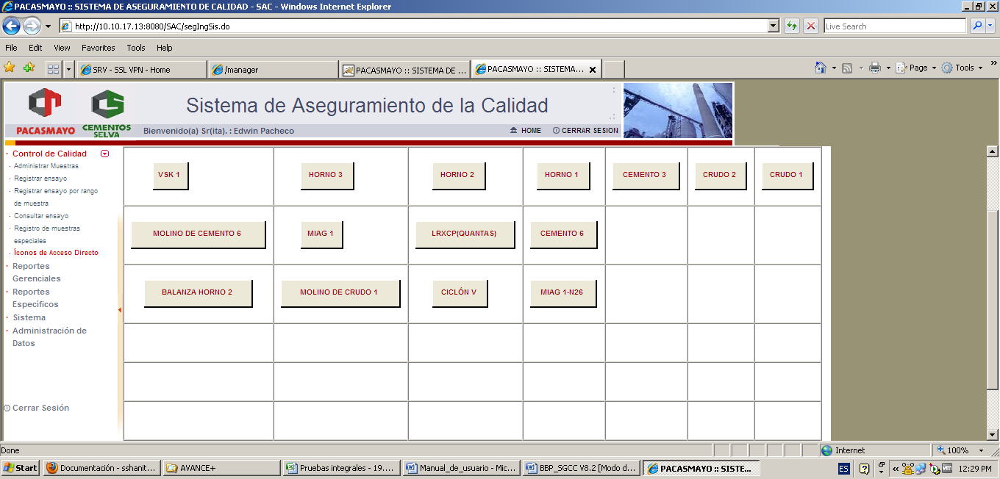 PACASMAYO :: SISTEMA DE ASEGURAMIENTO DE CALIDAD - SAC - Windows Internet Explorer
http://10.10.17.13:8080/SAC/segIngSis.do
Live Search
File Edit View Favorites Tools Help
SRV - SSL VPN - Home
/manager
PACASMAYO :: SISTEMA DE ...
PACASMAYO :: SISTEMA...
Page
Tools
»
PACASMAYO
CEMENTOS
SELVA
Sistema de Aseguramiento de la Calidad
Bienvenido(a) Sr(ita). : Edwin Pacheco
HOME
CERRAR SESION
· Control de Calidad
· Administrar Muestras
· Registrar ensayo
· Registrar ensayo por rango
de muestra
· Consultar ensayo
· Registro de muestras
especiales
· Íconos de Acceso Directo
· Reportes
Gerenciales
· Reportes
Específicos
· Sistema
· Administración de
Datos
Cerrar Sesión
VSK 1 HORNO 3 HORNO 2 HORNO 1 CEMENTO 3 CRUDO 2 CRUDO 1
MOLINO DE CEMENTO 6 MIAG 1 LRXCP(QUANTAS) CEMENTO 6
BALANZA HORNO 2 MOLINO DE CRUDO 1 CICLÓN V MIAG 1-N26
Done
Internet
100%
Start
Documentación - sshanit...
AVANCE+
Pruebas integrales - 19....
Manual_de_usuario - Mic...
BBP_SGCC V8.2 [Modo d...
PACASMAYO :: SISTE...
ES
«
12:29 PM